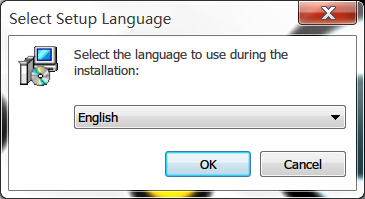 Select Setup Language
Select the language to use during the
installation:
English
OK
Cancel